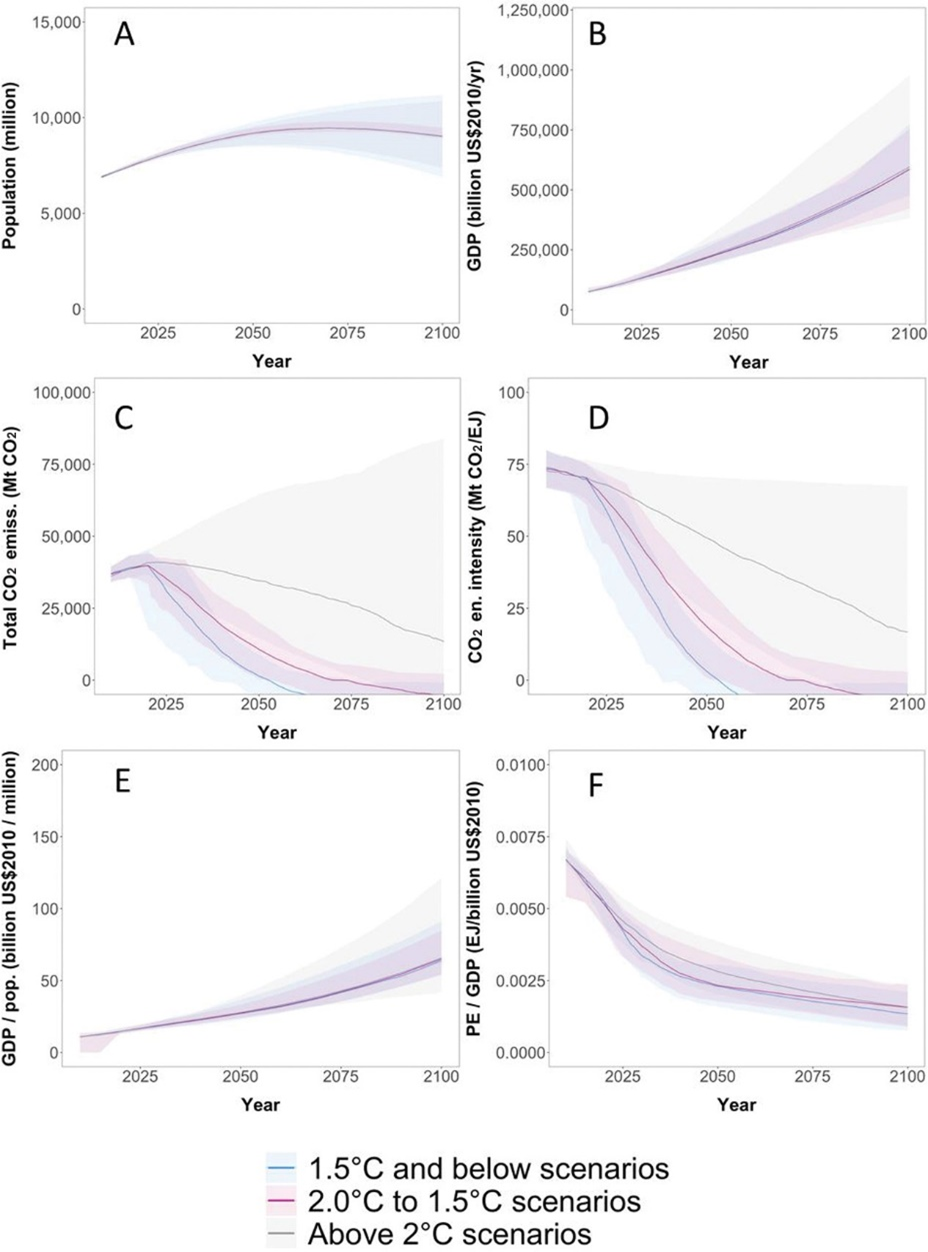 A
Population (million)
15,000
10,000
5,000
0
2025 2050 2075 2100
Year
B
GDP (billion US$2010/yr)
1,250,000
1,000,000
750,000
500,000
250,000
0
2025 2050 2075 2100
Year
C
Total CO₂ emiss. (Mt CO₂)
100,000
75,000
50,000
25,000
0
2025 2050 2075 2100
Year
D
CO₂ en. intensity (Mt CO₂/EJ)
100
75
50
25
0
2025 2050 2075 2100
Year
E
GDP / pop. (billion US$2010 / million)
200
150
100
50
0
2025 2050 2075 2100
Year
F
PE / GDP (EJ/billion US$2010)
0.0100
0.0075
0.0050
0.0025
0.0000
2025 2050 2075 2100
Year
1.5°C and below scenarios
2.0°C to 1.5°C scenarios
Above 2°C scenarios